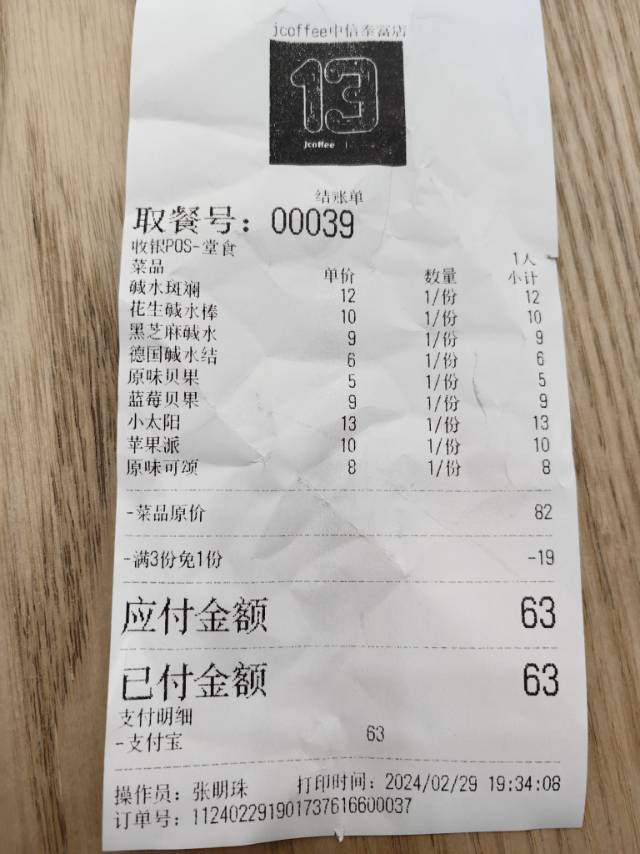 jcoffee中信泰富店
13
jcoffee
结账单
取餐号：00039
收银POS-堂食
1人
菜品 单价 数量 小计
碱水斑斓 12 1/份 12
花生碱水棒 10 1/份 10
黑芝麻碱水 9 1/份 9
德国碱水结 6 1/份 6
原味贝果 5 1/份 5
蓝莓贝果 9 1/份 9
小太阳 13 1/份 13
苹果派 10 1/份 10
原味可颂 8 1/份 8
-菜品原价 82
-满3份免1份 -19
应付金额 63
已付金额 63
支付明细
-支付宝 63
操作员：张明珠 打印时间：2024/02/29 19:34:08
订单号：11240229190173761660​0037